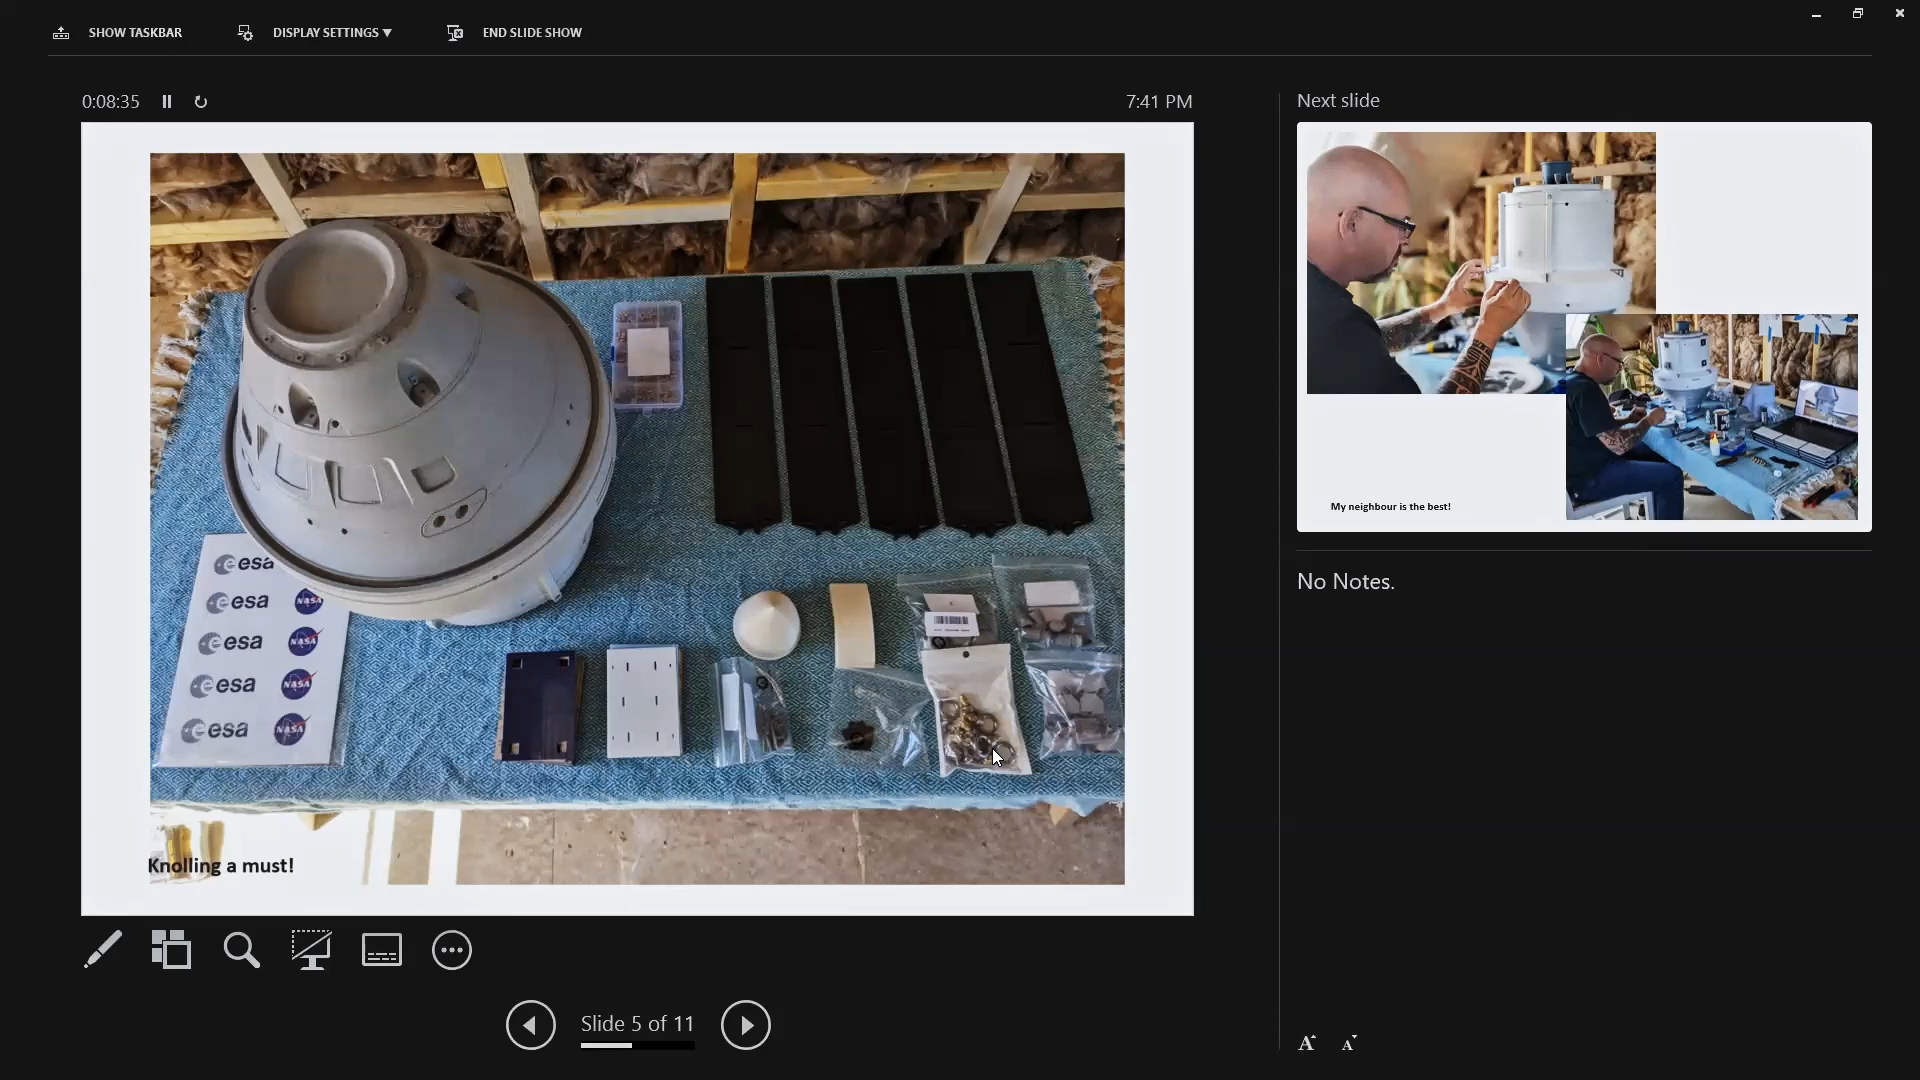 SHOW TASKBAR
DISPLAY SETTINGS ▼
END SLIDE SHOW
0:08:35
7:41 PM
Next slide
esa
esa NASA
esa NASA
esa NASA
esa NASA
Knolling a must!
My neighbour is the best!
No Notes.
Slide 5 of 11
A A